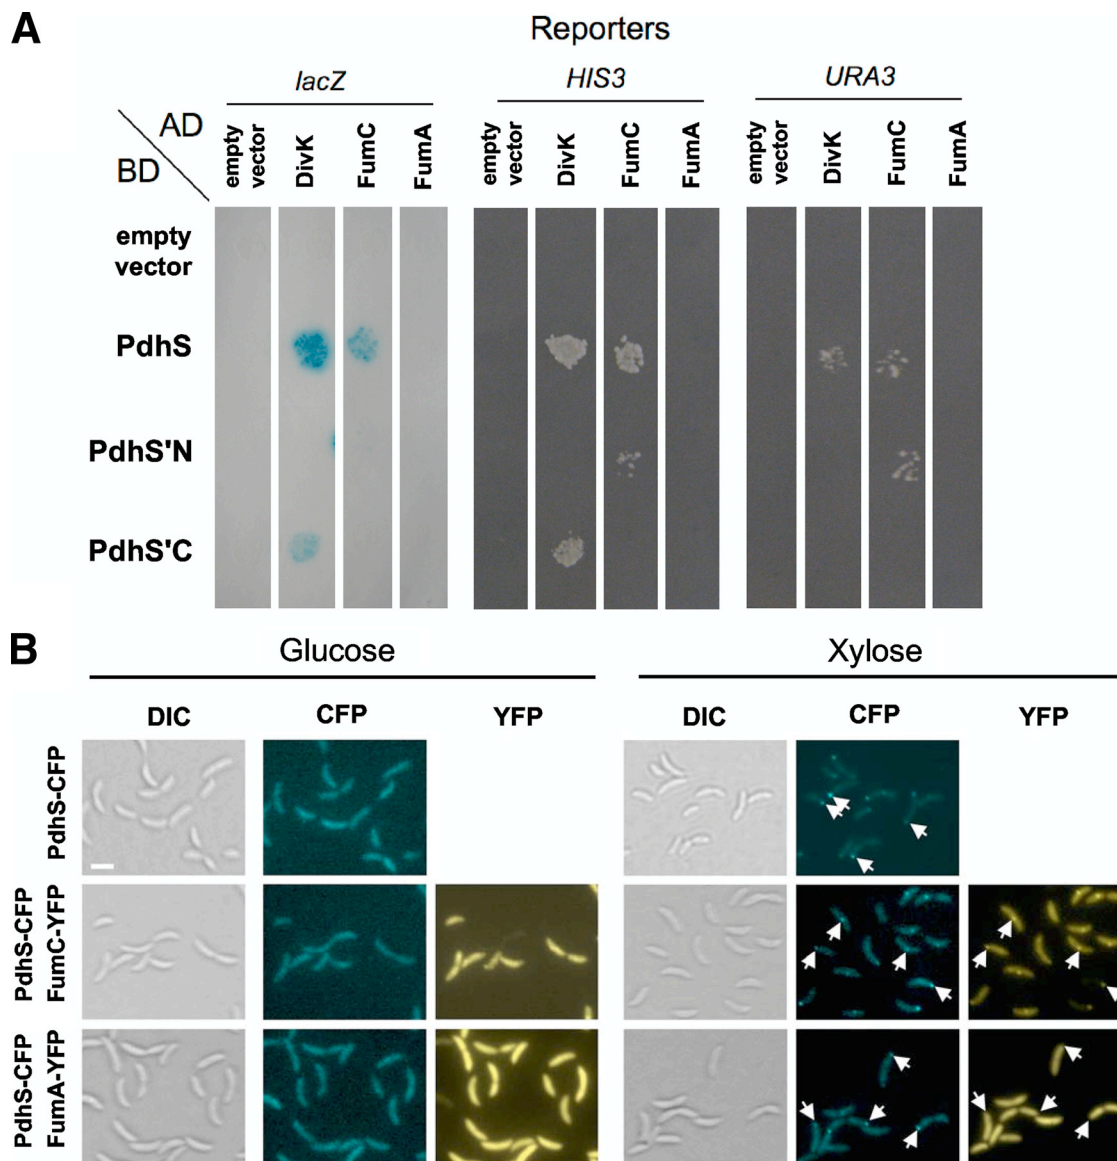 A
Reporters
lacZ
HIS3
URA3
AD
BD
empty
vector
DivK
FumC
FumA
empty
vector
DivK
FumC
FumA
empty
vector
DivK
FumC
FumA
empty
vector
PdhS
PdhS'N
PdhS'C
B
Glucose
Xylose
DIC
CFP
YFP
DIC
CFP
YFP
PdhS-CFP
PdhS-CFP
FumC-YFP
PdhS-CFP
FumA-YFP